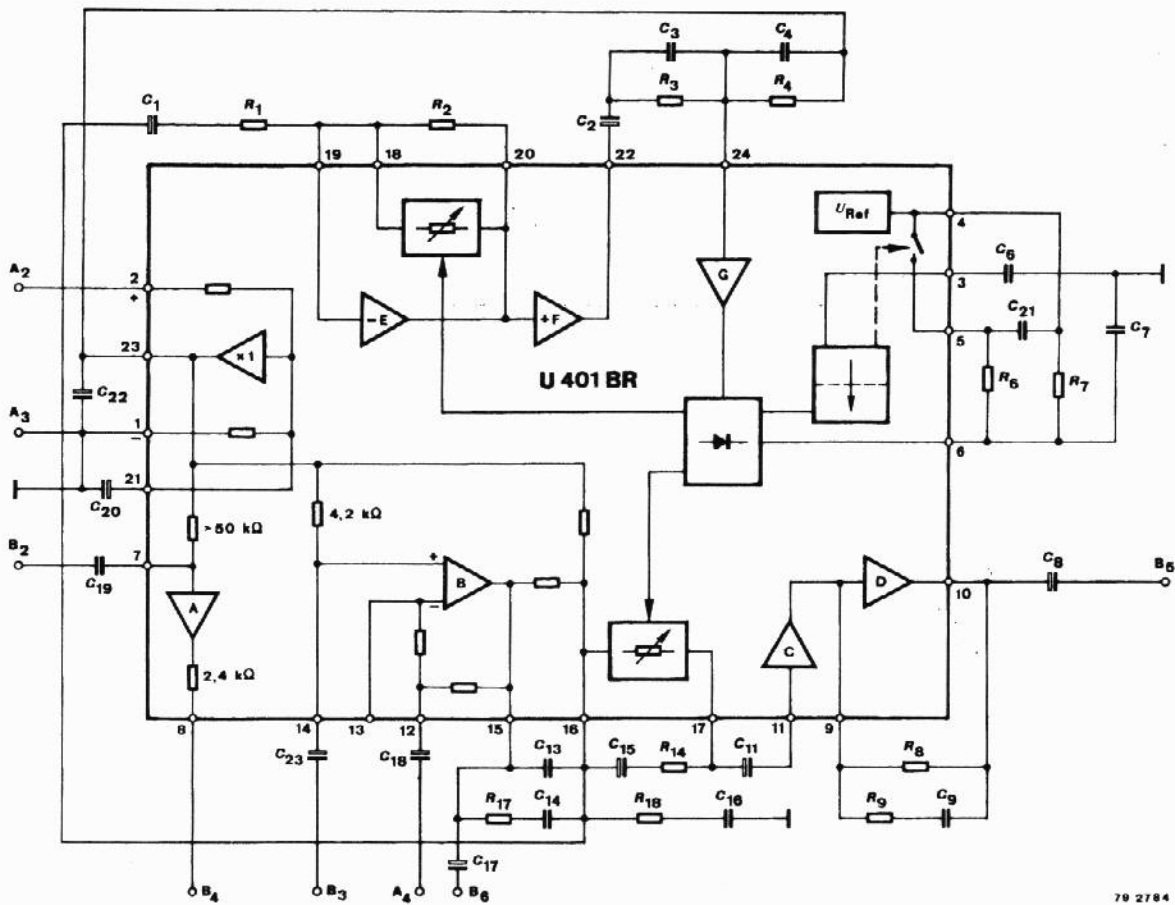 C3 C4
R3 R4
C1 R1 R2
C2
19 18 20 22 24
URef
4
C6
3
A2 2
+
G
C21
5
C7
-E +F
23 ×1
U 401 BR
R6 R7
C22
A3 1
−
6
21
C20
4,2 kΩ
>50 kΩ
B2 7
C19
+
B
−
C8 B5
D
10
A
C
2,4 kΩ
8 14 13 12 15 16 17 11 9
C23 C18 C13 C15 R14 C11 R8
R17 C14 R18 C16 R9 C9
C17
B4 B3 A4 B6
79 2784